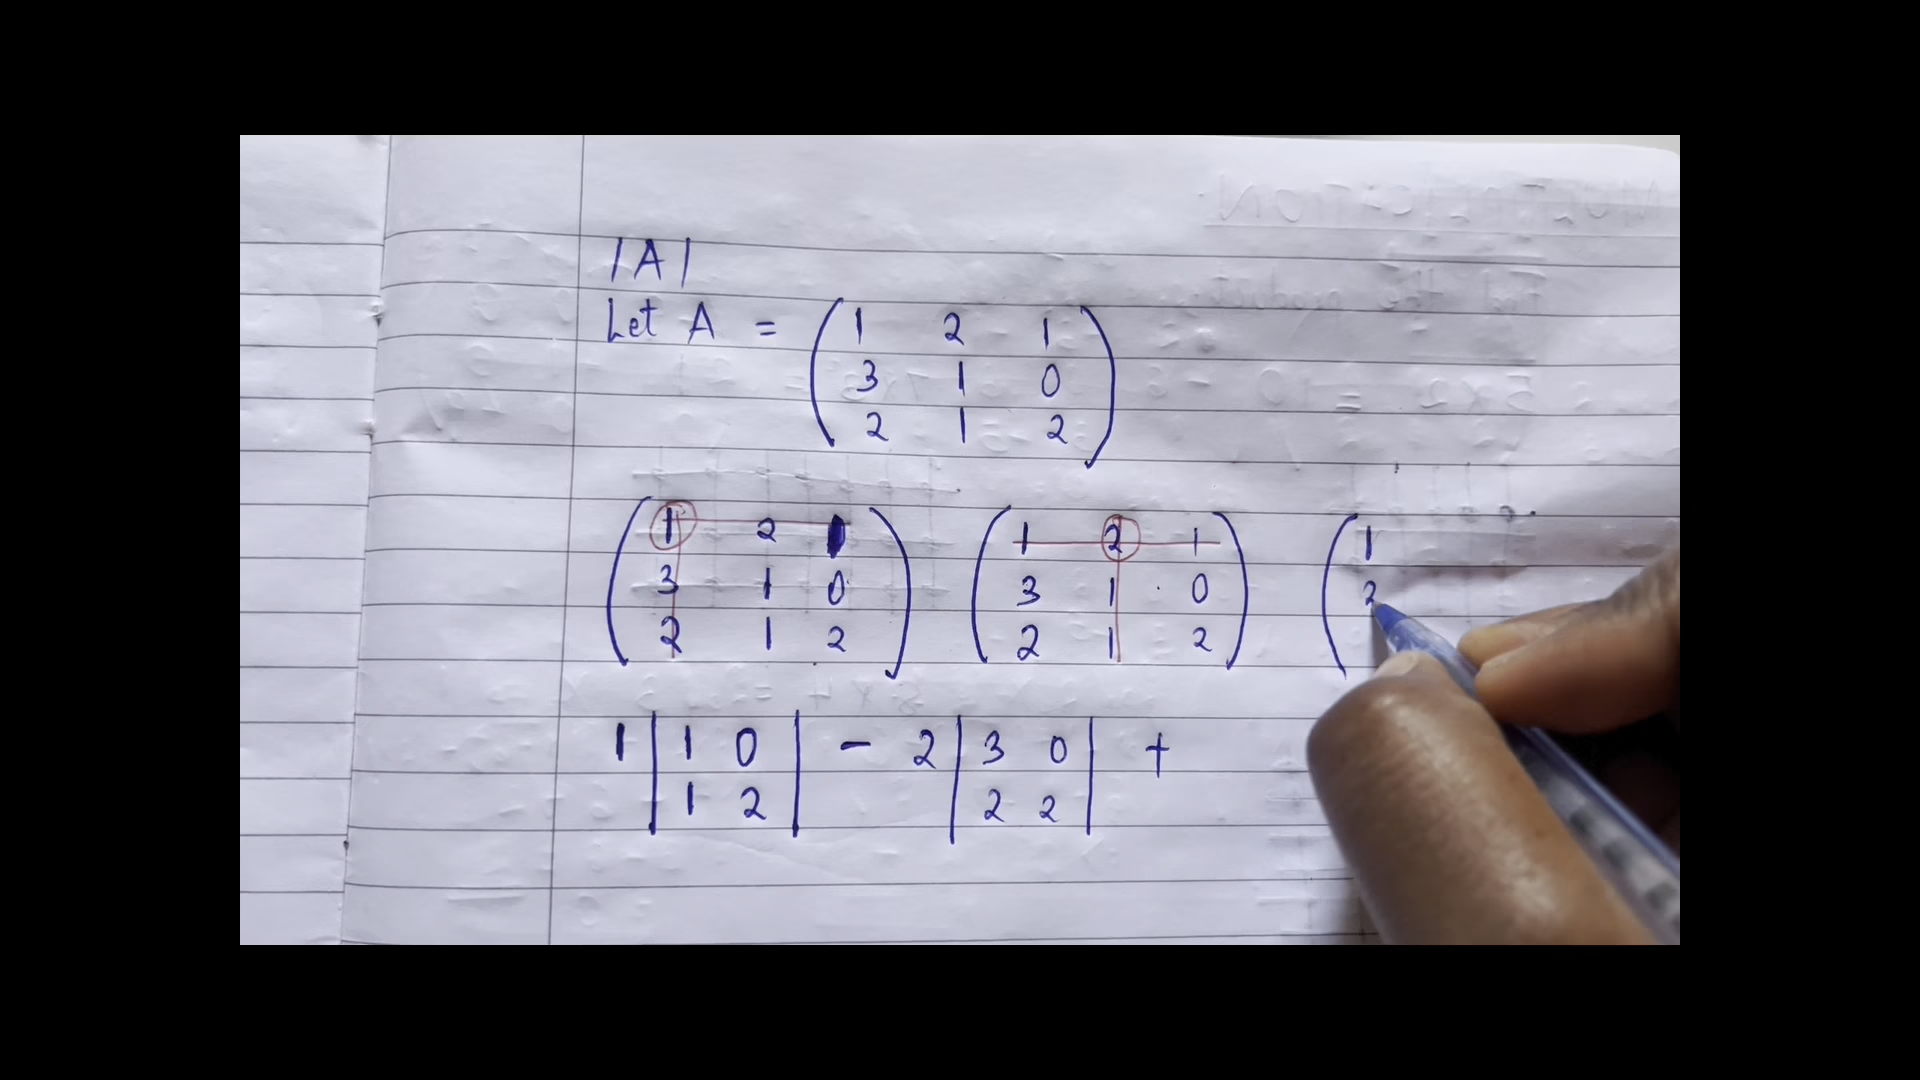 |A|
Let A = ( 1 2 1
3 1 0
2 1 2 )
( 1 2 1 ) ( 1 2 1 ) ( 1
3 1 0 3 1 0 3
2 1 2 2 1 2
1 | 1 0 | - 2 | 3 0 | +
1 2 2 2